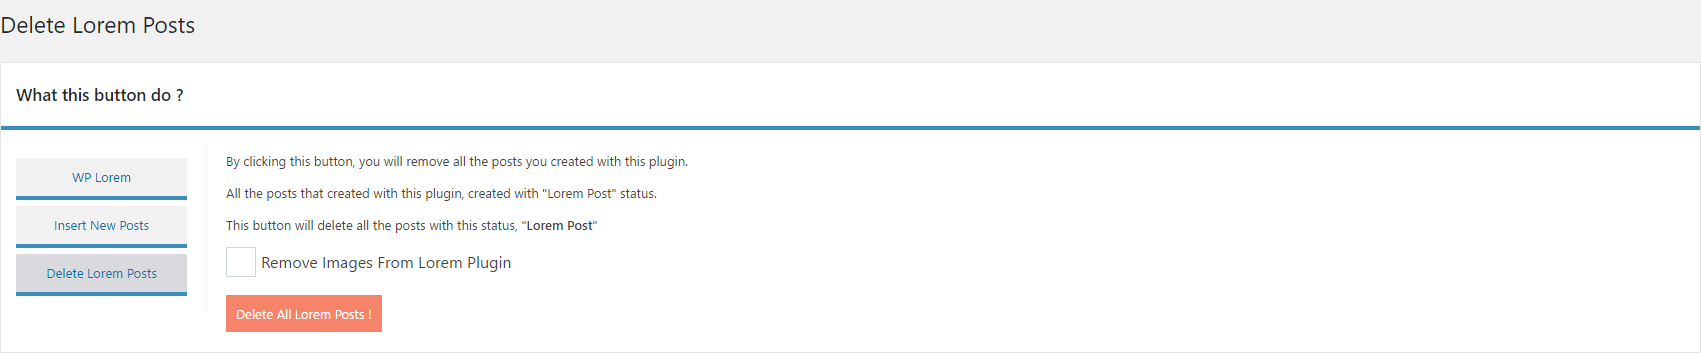 Delete Lorem Posts
What this button do ?
WP Lorem
Insert New Posts
Delete Lorem Posts
By clicking this button, you will remove all the posts you created with this plugin.
All the posts that created with this plugin, created with "Lorem Post" status.
This button will delete all the posts with this status, "Lorem Post"
Remove Images From Lorem Plugin
Delete All Lorem Posts !